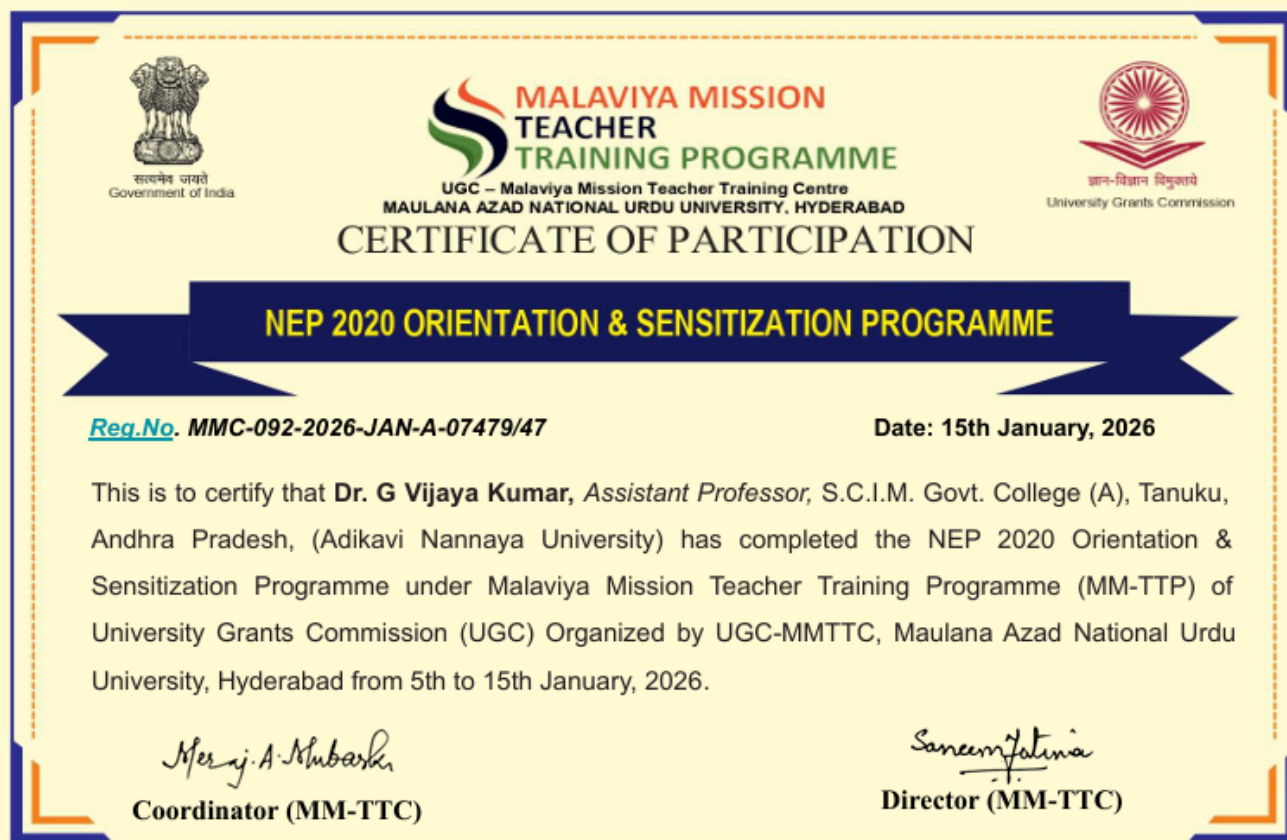 सत्यमेव जयते
Government of India
MALAVIYA MISSION
TEACHER
TRAINING PROGRAMME
UGC – Malaviya Mission Teacher Training Centre
MAULANA AZAD NATIONAL URDU UNIVERSITY, HYDERABAD
ज्ञान-विज्ञान विमुक्तये
University Grants Commission
CERTIFICATE OF PARTICIPATION
NEP 2020 ORIENTATION & SENSITIZATION PROGRAMME
Reg.No. MMC-092-2026-JAN-A-07479/47
Date: 15th January, 2026
This is to certify that Dr. G Vijaya Kumar, Assistant Professor, S.C.I.M. Govt. College (A), Tanuku,
Andhra Pradesh, (Adikavi Nannaya University) has completed the NEP 2020 Orientation &
Sensitization Programme under Malaviya Mission Teacher Training Programme (MM-TTP) of
University Grants Commission (UGC) Organized by UGC-MMTTC, Maulana Azad National Urdu
University, Hyderabad from 5th to 15th January, 2026.
Meraj.A.
Coordinator (MM-TTC)
Director (MM-TTC)